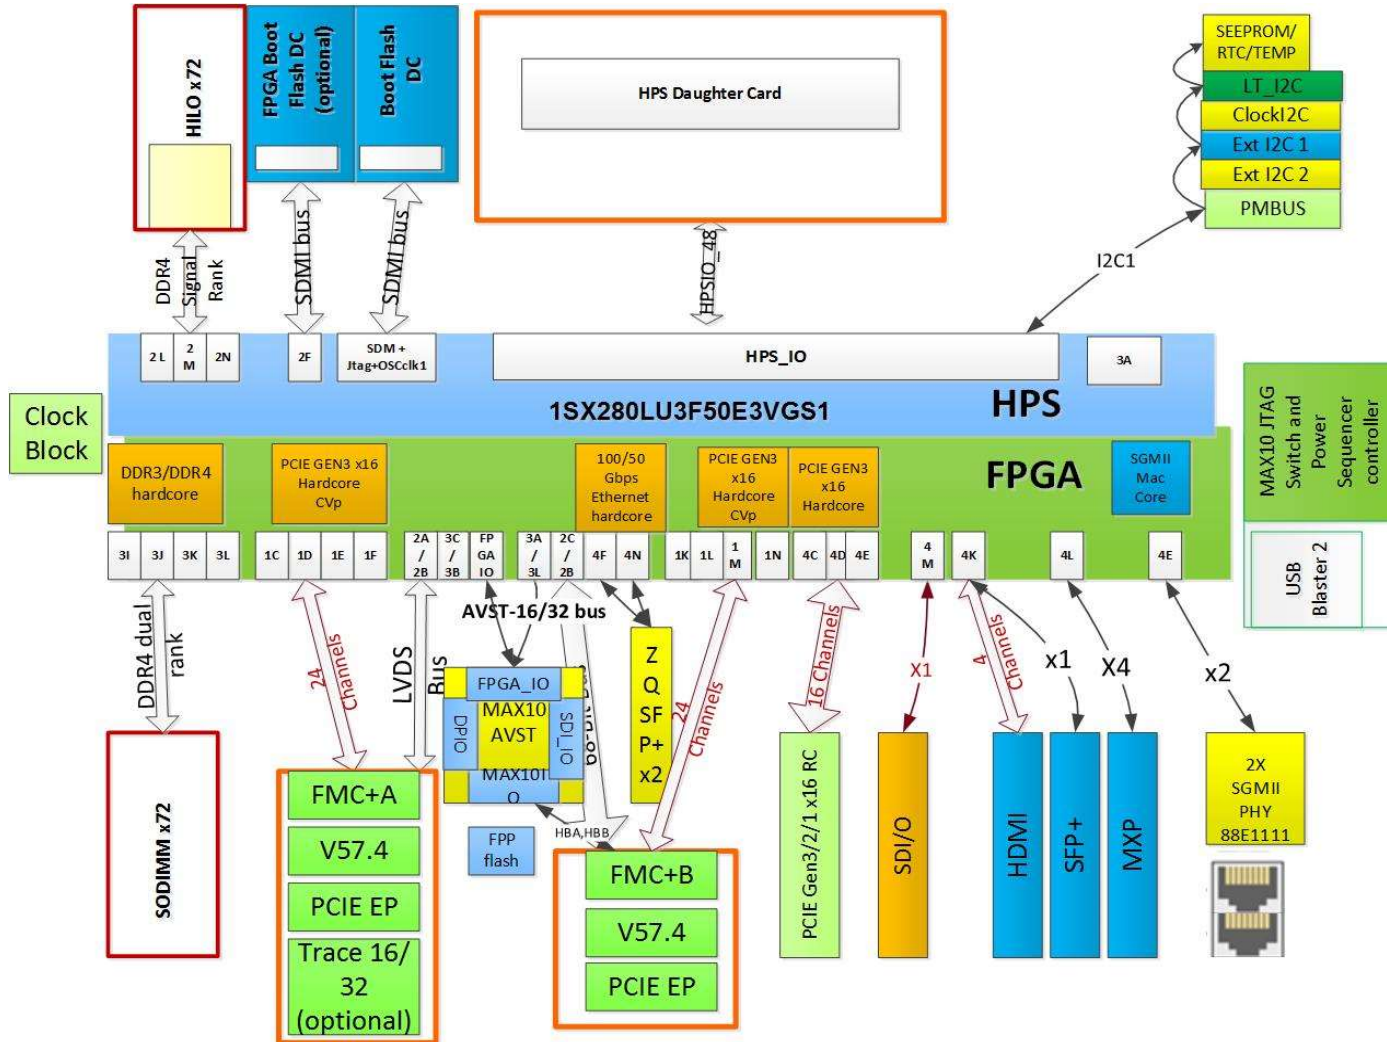 HILO x72
FPGA Boot
Flash DC
(optional)
Boot Flash
DC
HPS Daughter Card
SEEPROM/
RTC/TEMP
LT_I2C
ClockI2C
Ext I2C 1
Ext I2C 2
PMBUS
DDR4
Signal
Rank
SDMI bus
SDMI bus
HPSIO_48
I2C1
2 L
2
M
2N
2F
SDM +
Jtag+OSCclk1
HPS_IO
3A
1SX280LU3F50E3VGS1
HPS
Clock
Block
MAX10 JTAG
Switch and
Power
Sequencer
controller
DDR3/DDR4
hardcore
PCIE GEN3 x16
Hardcore
CVp
100/50
Gbps
Ethernet
hardcore
PCIE GEN3
x16
Hardcore
CVp
PCIE GEN3
x16
Hardcore
FPGA
SGMII
Mac
Core
3I
3J
3K
3L
1C
1D
1E
1F
2A
/
2B
3C
/
3B
FP
GA
IO
3A
/
3L
2C
/
2B
4F
4N
1K
1L
1
M
1N
4C
4D
4E
4
M
4K
4L
4E
USB
Blaster 2
DDR4 dual
rank
24
Channels
LVDS
Bus
AVST-16/32 bus
68-Bit Bus
24
Channels
16 Channels
X1
4
Channels
x1
X4
x2
FPGA_IO
DPIO
MAX10
AVST
SDI_IO
MAX10I
O
Z
Q
SF
P+
x2
HBA,HBB
FPP
flash
SODIMM x72
FMC+A
V57.4
PCIE EP
Trace 16/
32
(optional)
FMC+B
V57.4
PCIE EP
PCIE Gen3/2/1 x16 RC
SDI/O
HDMI
SFP+
MXP
2X
SGMII
PHY
88E1111